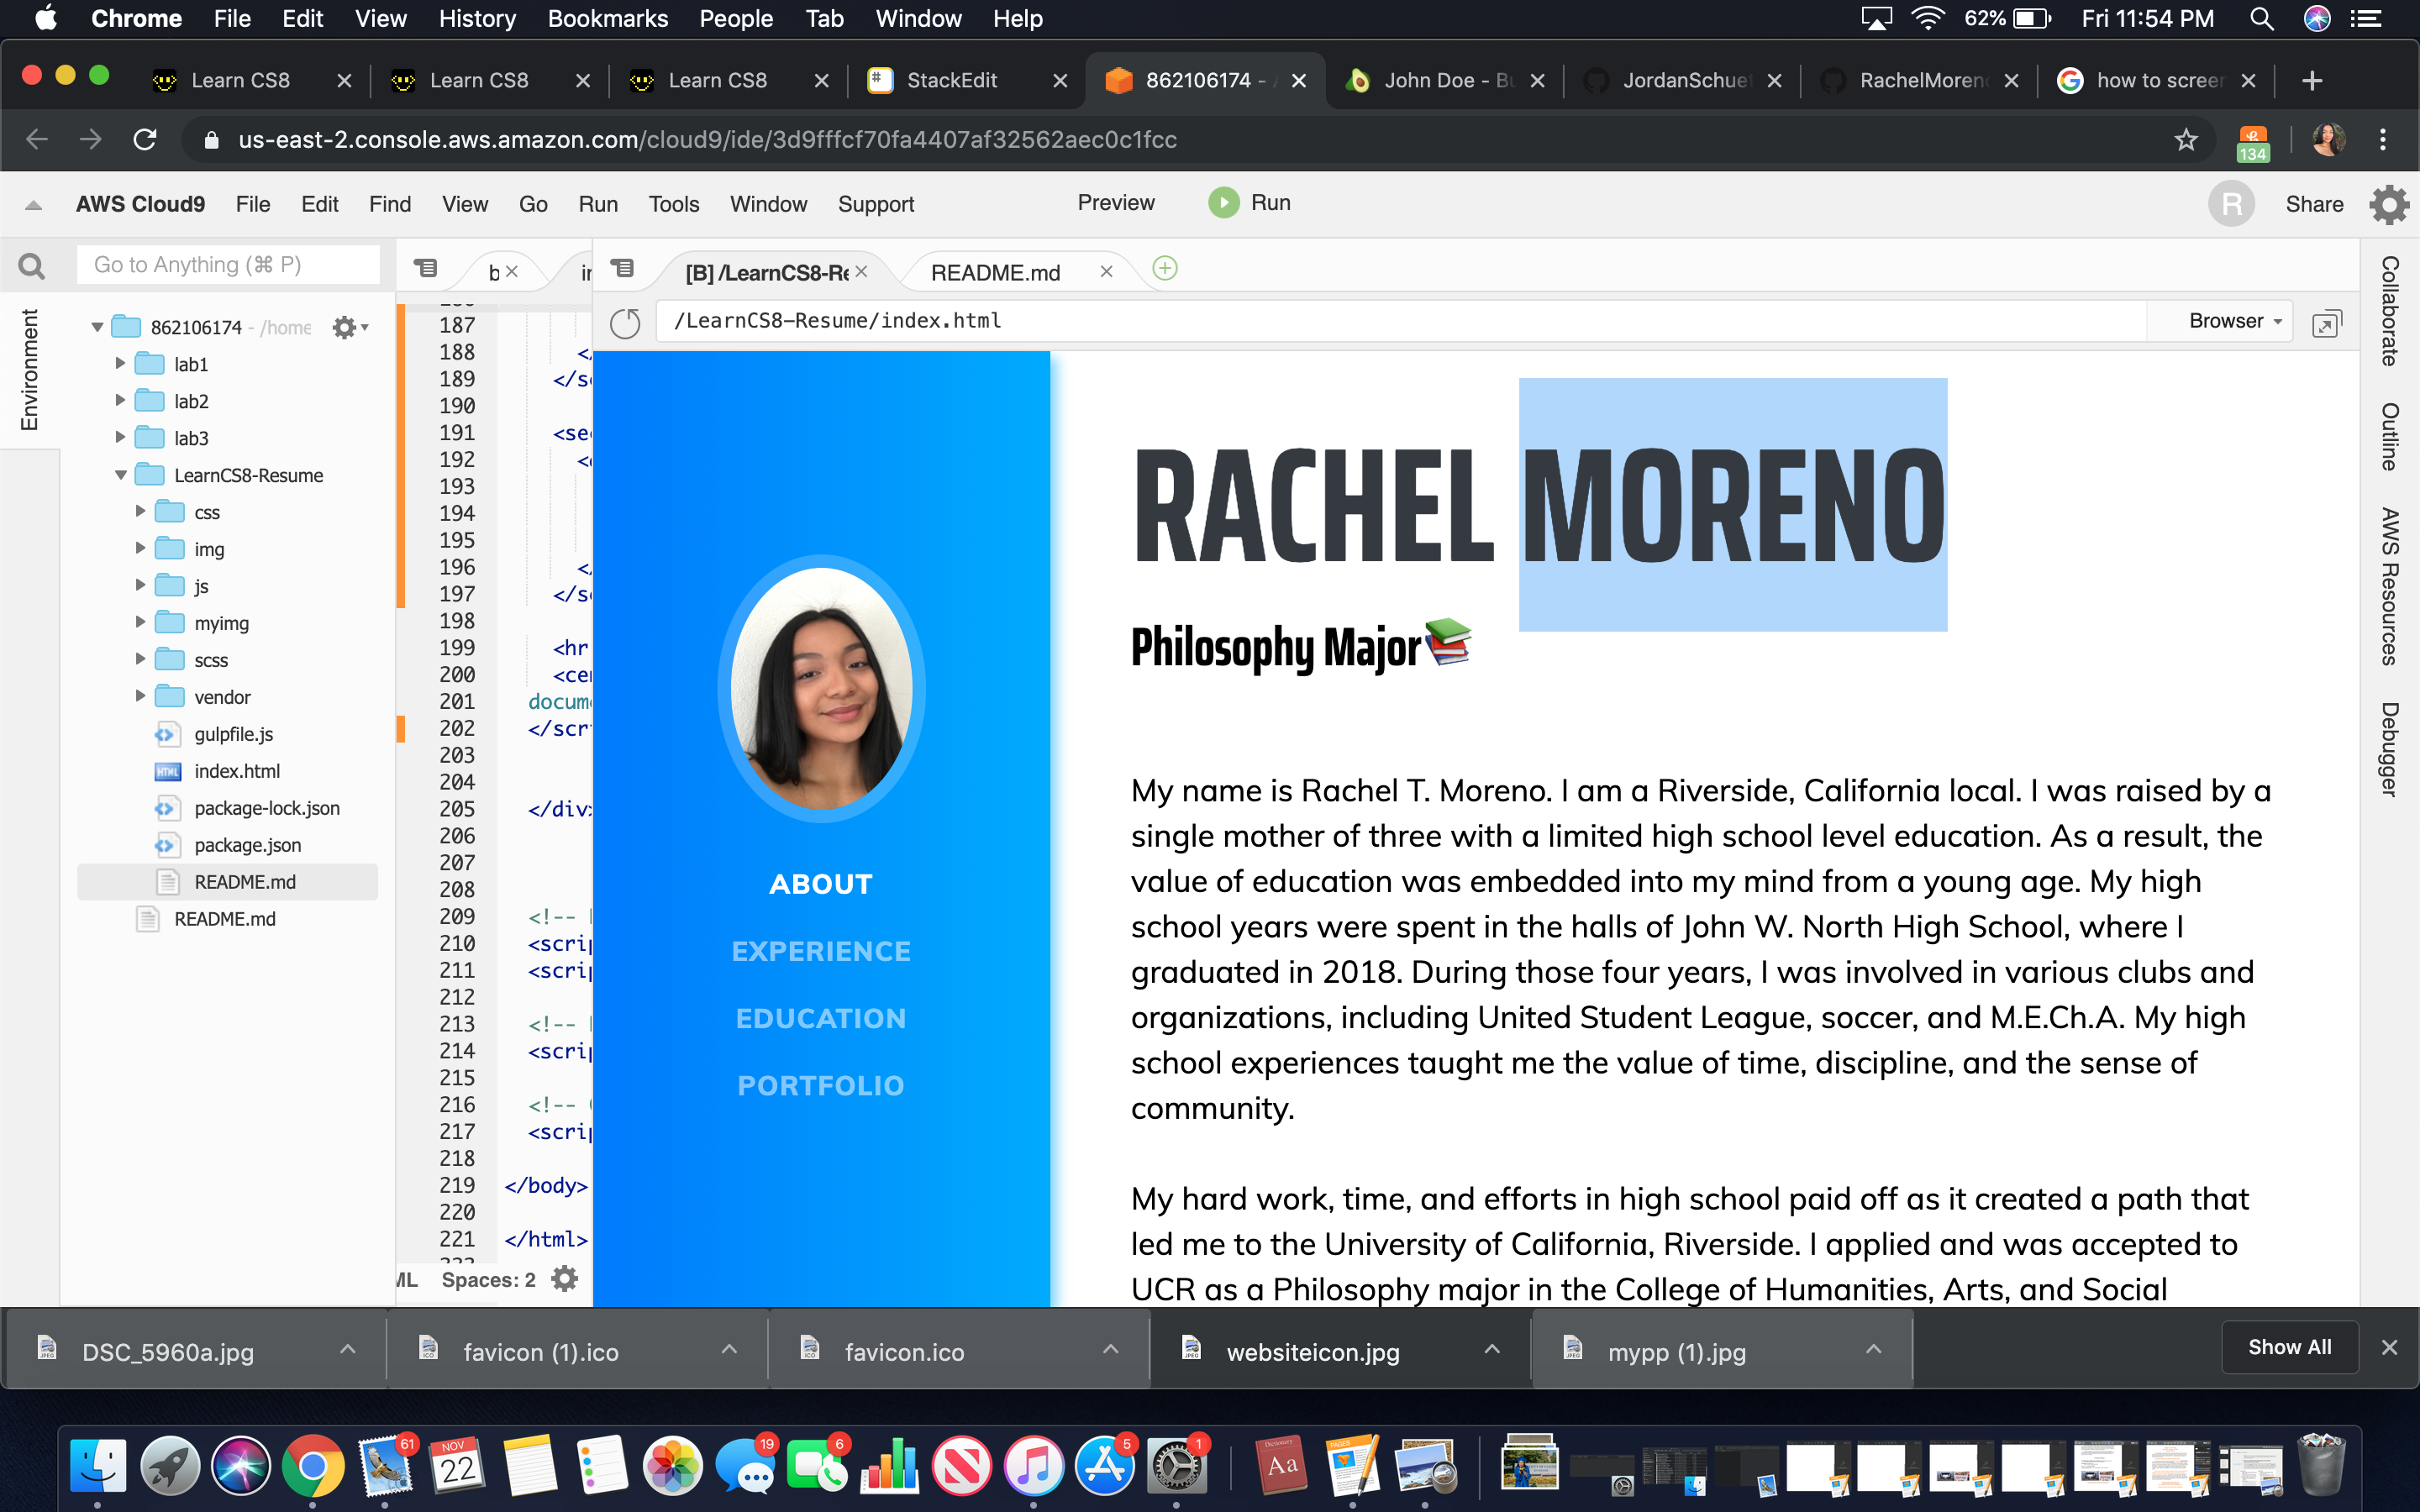 Chrome File Edit View History Bookmarks People Tab Window Help 62% Fri 11:54 PM
Learn CS8 Learn CS8 Learn CS8 StackEdit 862106174 - John Doe - Bu JordanSchuet RachelMoreno how to screen
us-east-2.console.aws.amazon.com/cloud9/ide/3d9fffcf70fa4407af32562aec0c1fcc 134
AWS Cloud9 File Edit Find View Go Run Tools Window Support Preview Run R Share
Go to Anything (⌘ P) b in [B] /LearnCS8-Re README.md
/LearnCS8-Resume/index.html Browser
Environment
862106174 - /home
lab1
lab2
lab3
LearnCS8-Resume
css
img
js
myimg
scss
vendor
gulpfile.js
index.html
package-lock.json
package.json
README.md
README.md
187
188 </
189 </se
190
191 <sec
192 <d
193
194
195
196 </
197 </se
198
199 <hr
200 <cen
201 docum
202 </scr
203
204
205 </div
206
207
208
209 <!--
210 <scrip
211 <scrip
212
213 <!--
214 <scrip
215
216 <!--
217 <scrip
218
219 </body>
220
221 </html>
ML Spaces: 2
ABOUT
EXPERIENCE
EDUCATION
PORTFOLIO
RACHEL MORENO
Philosophy Major
My name is Rachel T. Moreno. I am a Riverside, California local. I was raised by a
single mother of three with a limited high school level education. As a result, the
value of education was embedded into my mind from a young age. My high
school years were spent in the halls of John W. North High School, where I
graduated in 2018. During those four years, I was involved in various clubs and
organizations, including United Student League, soccer, and M.E.Ch.A. My high
school experiences taught me the value of time, discipline, and the sense of
community.
My hard work, time, and efforts in high school paid off as it created a path that
led me to the University of California, Riverside. I applied and was accepted to
UCR as a Philosophy major in the College of Humanities, Arts, and Social
Collaborate
Outline
AWS Resources
Debugger
DSC_5960a.jpg favicon (1).ico favicon.ico websiteicon.jpg mypp (1).jpg Show All
61 NOV 22 19 6 5 1 Dictionary Aa PAGES